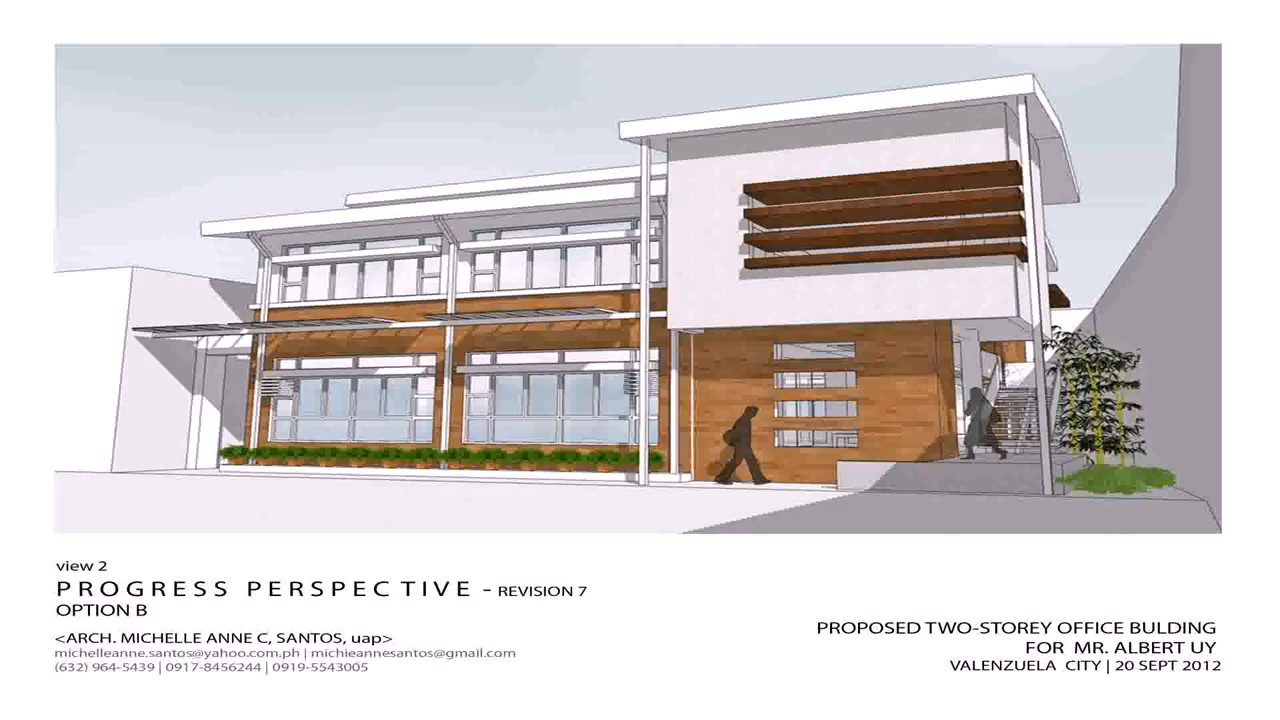 view 2
PROGRESS PERSPECTIVE - REVISION 7
OPTION B
<ARCH. MICHELLE ANNE C, SANTOS, uap>
michelleanne.santos@yahoo.com.ph | michieannesantos@gmail.com
(632) 964-5439 | 0917-8456244 | 0919-5543005
PROPOSED TWO-STOREY OFFICE BULDING
FOR MR. ALBERT UY
VALENZUELA CITY | 20 SEPT 2012